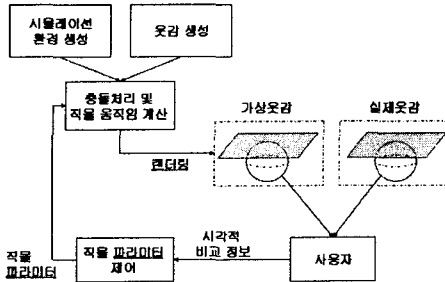 시뮬레이션
환경 생성
옷감 생성
충돌처리 및
직물 움직임 계산
가상옷감
실제옷감
렌더링
시각적
비교 정보
직물
파라미터
직물 파라미터
제어
사용자